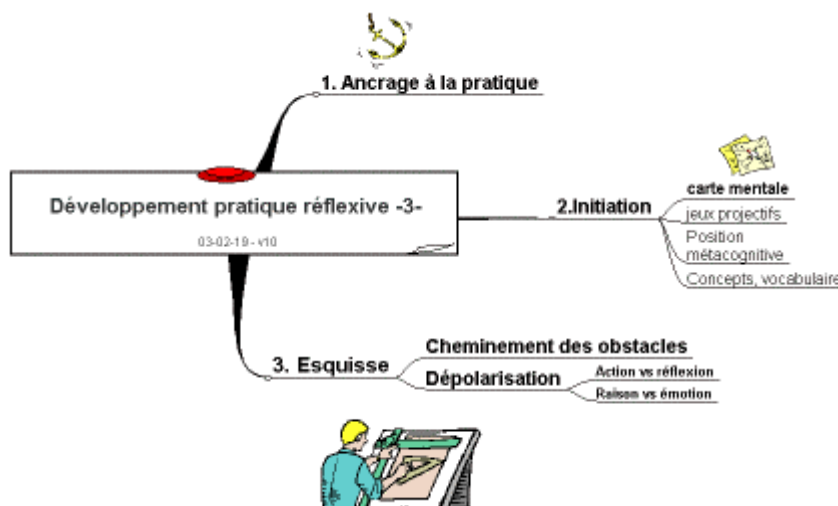 1. Ancrage à la pratique
Développement pratique réflexive -3-
03-02-19 - v10
2.Initiation
carte mentale
jeux projectifs
Position
métacognitive
Concepts, vocabulaire
3. Esquisse
Cheminement des obstacles
Dépolarisation
Action vs réflexion
Raison vs émotion